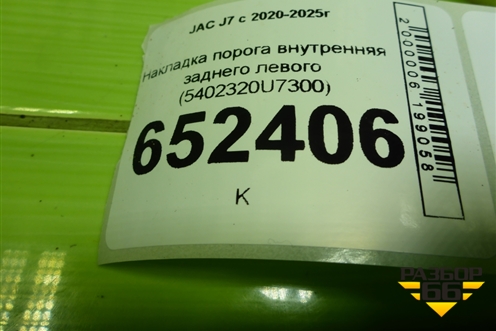 JAC J7 с 2020-2025г
Накладка порога внутренняя
заднего левого
(5402320U7300)
652406
К
2000006199058
РАЗБОР
66